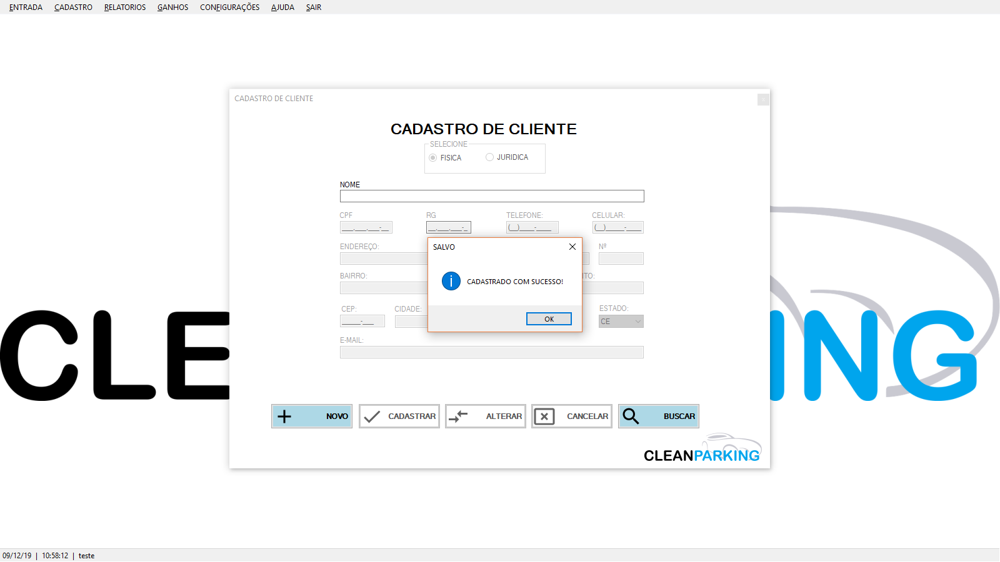 ENTRADA CADASTRO RELATORIOS GANHOS CONFIGURAÇÕES AJUDA SAIR
CADASTRO DE CLIENTE
x
CADASTRO DE CLIENTE
SELECIONE
FISICA JURIDICA
NOME
CPF RG TELEFONE: CELULAR:
___.___.___-__ __.___.___-_ (__)____-____ (__)_____-____
SALVO
ENDEREÇO: Nº
BAIRRO: NTO:
CADASTRADO COM SUCESSO!
CEP: CIDADE: ESTADO:
_____-___ OK CE
E-MAIL:
NOVO CADASTRAR ALTERAR CANCELAR BUSCAR
CLEANPARKING
CLE ING
09/12/19 | 10:58:12 | teste